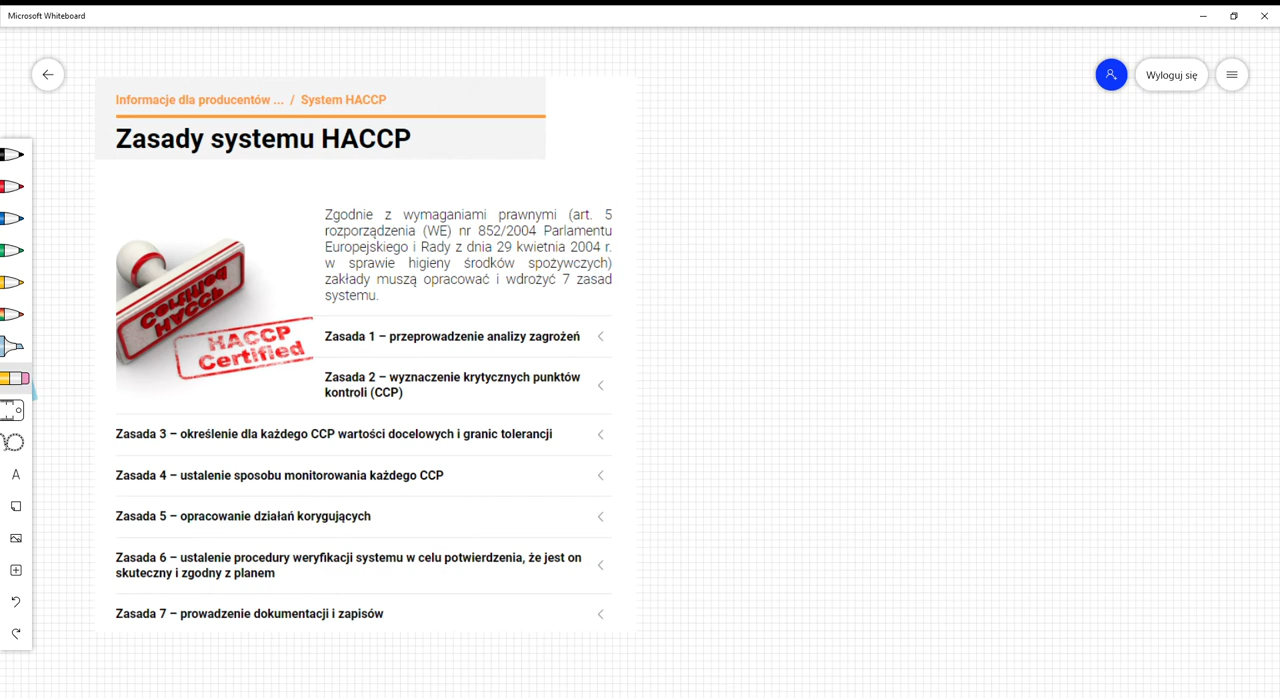 Microsoft Whiteboard
Wyloguj się
Informacje dla producentów ... / System HACCP
Zasady systemu HACCP
Zgodnie z wymaganiami prawnymi (art. 5
rozporządzenia (WE) nr 852/2004 Parlamentu
Europejskiego i Rady z dnia 29 kwietnia 2004 r.
w sprawie higieny środków spożywczych)
zakłady muszą opracować i wdrożyć 7 zasad
systemu.
Certified
HACCP
HACCP
Certified
Zasada 1 – przeprowadzenie analizy zagrożeń
Zasada 2 – wyznaczenie krytycznych punktów
kontroli (CCP)
Zasada 3 – określenie dla każdego CCP wartości docelowych i granic tolerancji
Zasada 4 – ustalenie sposobu monitorowania każdego CCP
Zasada 5 – opracowanie działań korygujących
Zasada 6 – ustalenie procedury weryfikacji systemu w celu potwierdzenia, że jest on
skuteczny i zgodny z planem
Zasada 7 – prowadzenie dokumentacji i zapisów
A